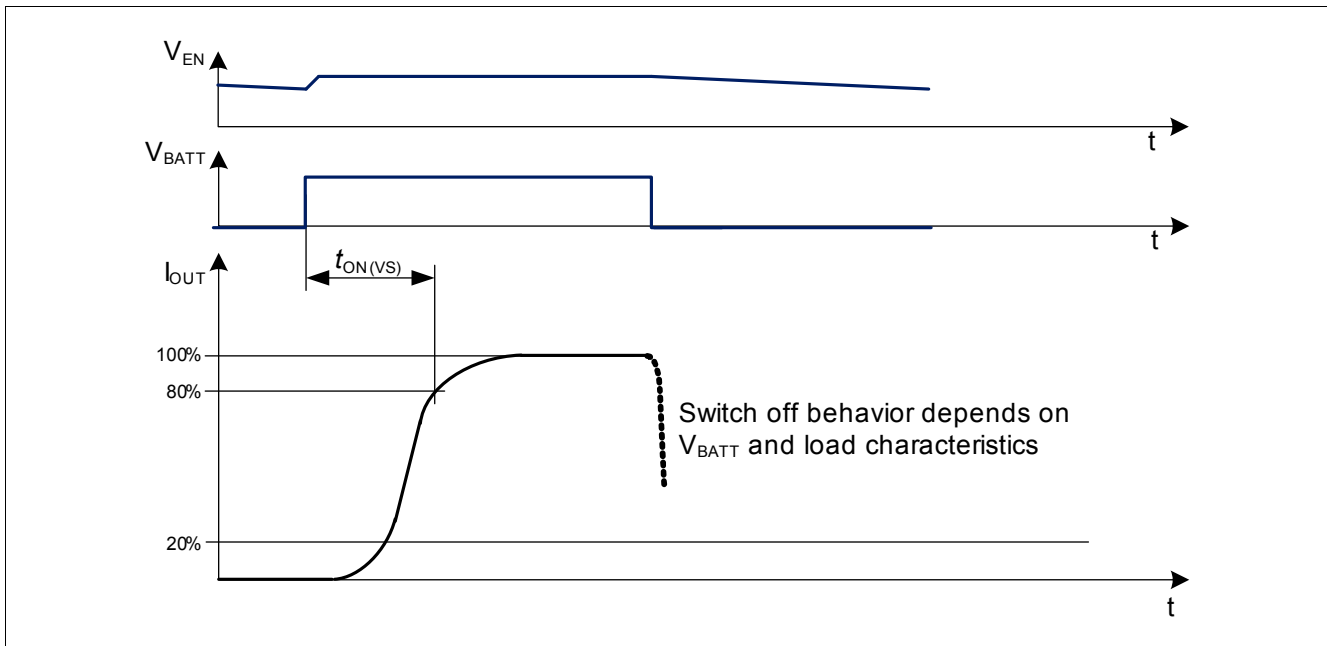 V_EN
t
V_BATT
t
t_ON(VS)
I_OUT
100%
80%
Switch off behavior depends on
V_BATT and load characteristics
20%
t